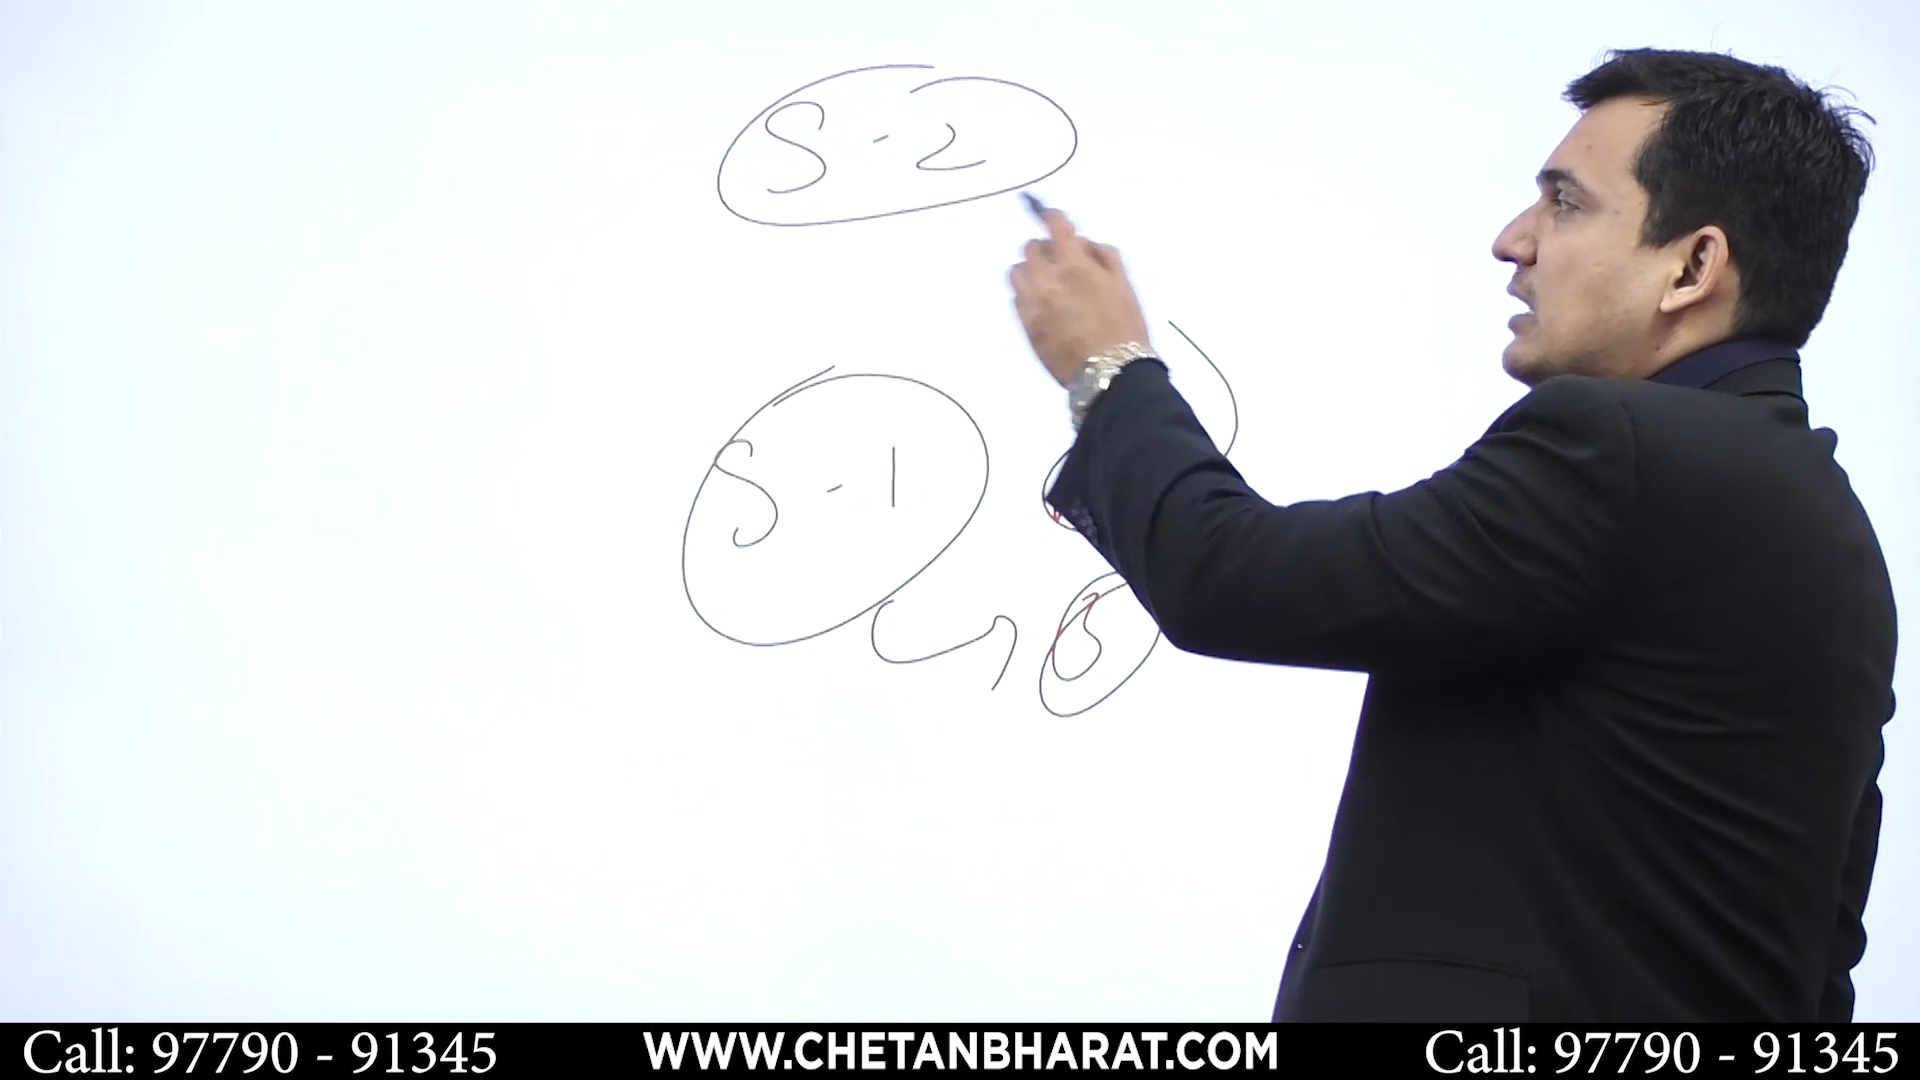 S - 2
S - 1
B
Call: 97790 - 91345 WWW.CHETANBHARAT.COM Call: 97790 - 91345